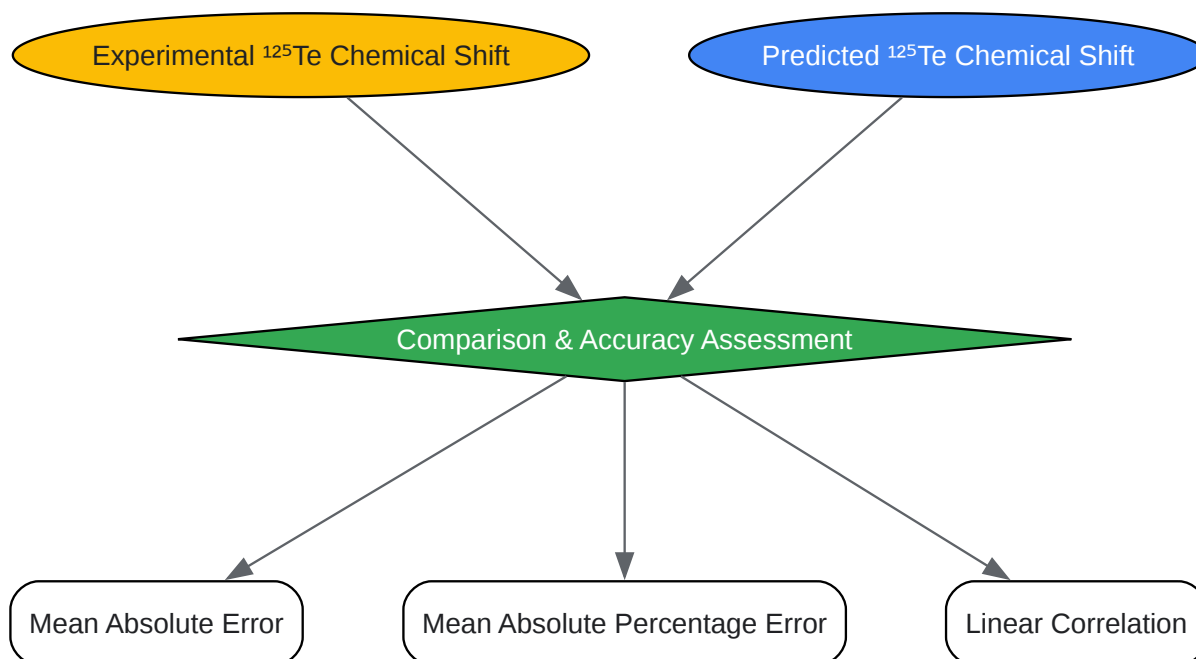 Experimental ¹²⁵Te Chemical Shift
Predicted ¹²⁵Te Chemical Shift
Comparison & Accuracy Assessment
Mean Absolute Error
Mean Absolute Percentage Error
Linear Correlation